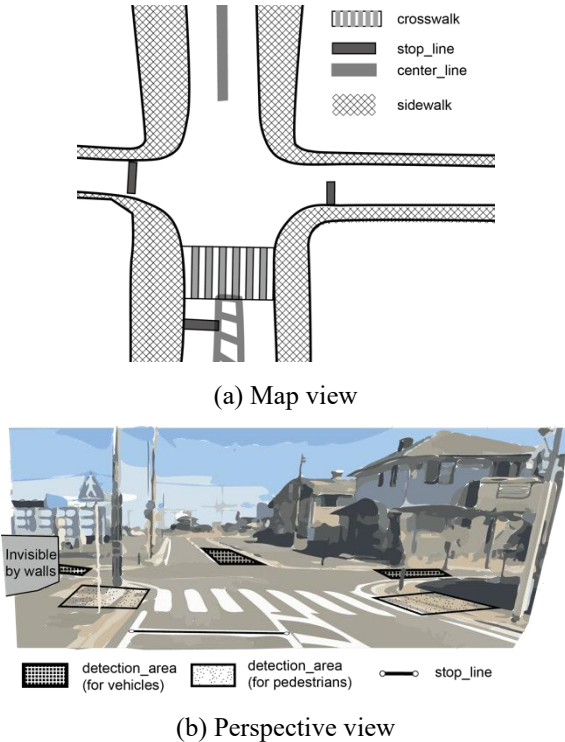 crosswalk
stop_line
center_line
sidewalk
(a) Map view
Invisible
by walls
detection_area
(for vehicles)
detection_area
(for pedestrians)
stop_line
(b) Perspective view